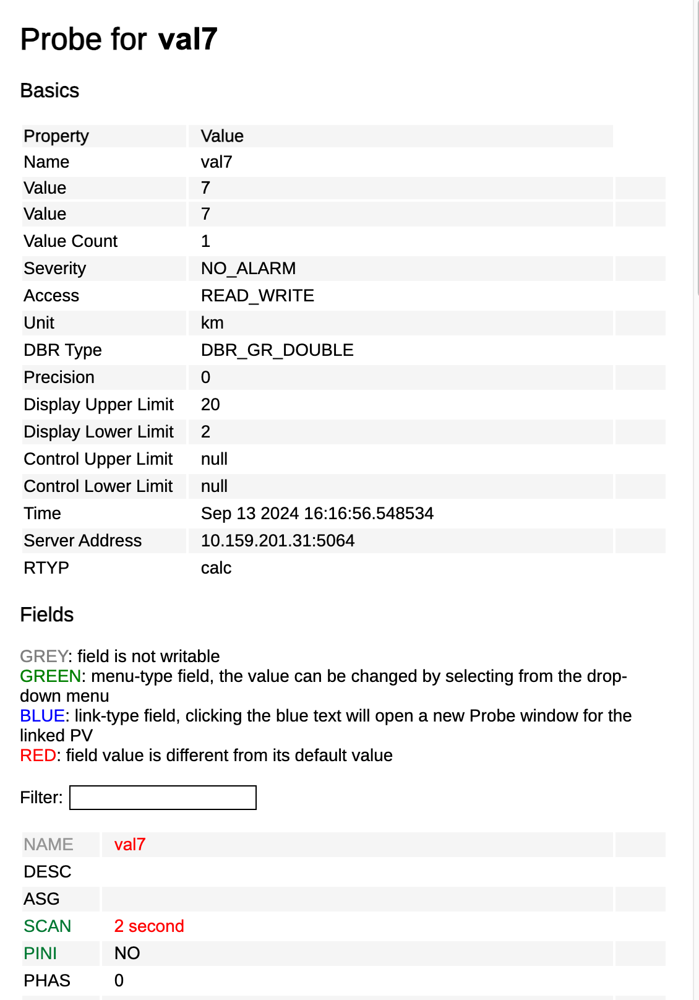 Probe for val7
Basics
Property Value
Name val7
Value 7
Value 7
Value Count 1
Severity NO_ALARM
Access READ_WRITE
Unit km
DBR Type DBR_GR_DOUBLE
Precision 0
Display Upper Limit 20
Display Lower Limit 2
Control Upper Limit null
Control Lower Limit null
Time Sep 13 2024 16:16:56.548534
Server Address 10.159.201.31:5064
RTYP calc
Fields
GREY: field is not writable
GREEN: menu-type field, the value can be changed by selecting from the drop-
down menu
BLUE: link-type field, clicking the blue text will open a new Probe window for the
linked PV
RED: field value is different from its default value
Filter:
NAME val7
DESC
ASG
SCAN 2 second
PINI NO
PHAS 0